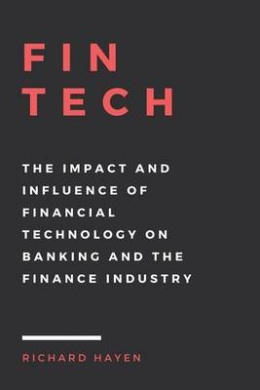 FIN
TECH
THE IMPACT AND
INFLUENCE OF
FINANCIAL
TECHNOLOGY ON
BANKING AND THE
FINANCE INDUSTRY
RICHARD HAYEN